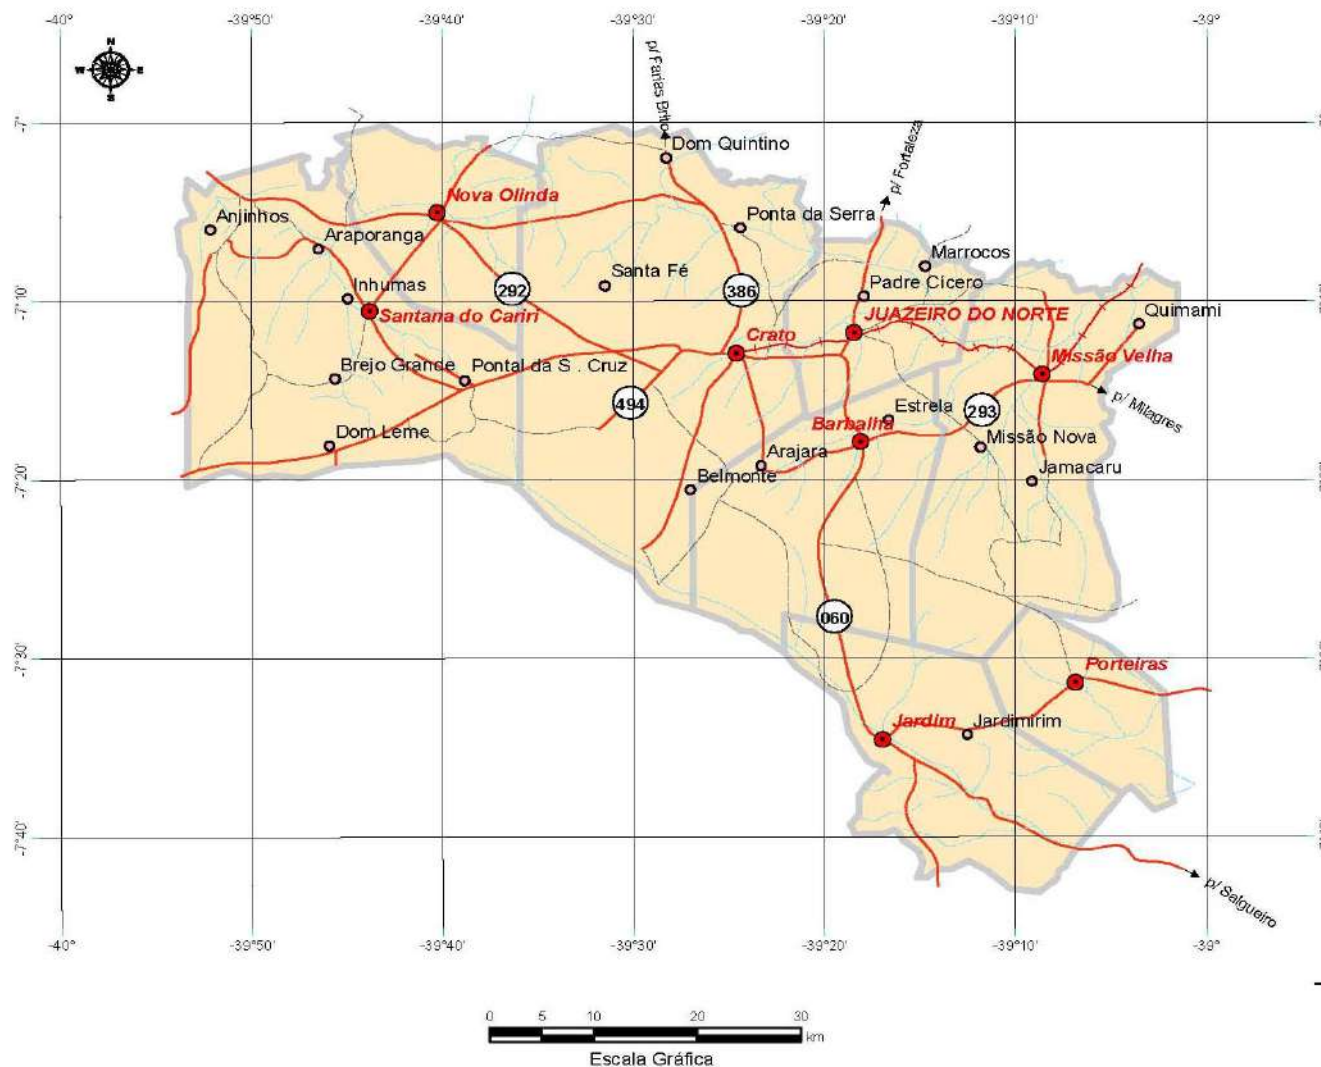 -40° -39°50' -39°40' -39°30' -39°20' -39°10' -39°
N
W E
S
p/ Farias Brito
-7°
Dom Quintino
p/ Fortaleza
Nova Olinda
Anjinhos
Ponta da Serra
Araporanga
Marrocos
Santa Fé
Padre Cícero
Inhumas
292
386
-7°10'
Quimami
Santana do Cariri
JUAZEIRO DO NORTE
Crato
Missão Velha
Brejo Grande
Pontal da S . Cruz
p/ Milagres
494
Estrela
293
Barbalha
Dom Leme
Missão Nova
Arajara
Jamacaru
Belmonte
-7°20'
060
-7°30'
Porteiras
Jardim
Jardimirim
-7°40'
p/ Salgueiro
-40° -39°50' -39°40' -39°30' -39°20' -39°10' -39°
0 5 10 20 30
km
Escala Gráfica